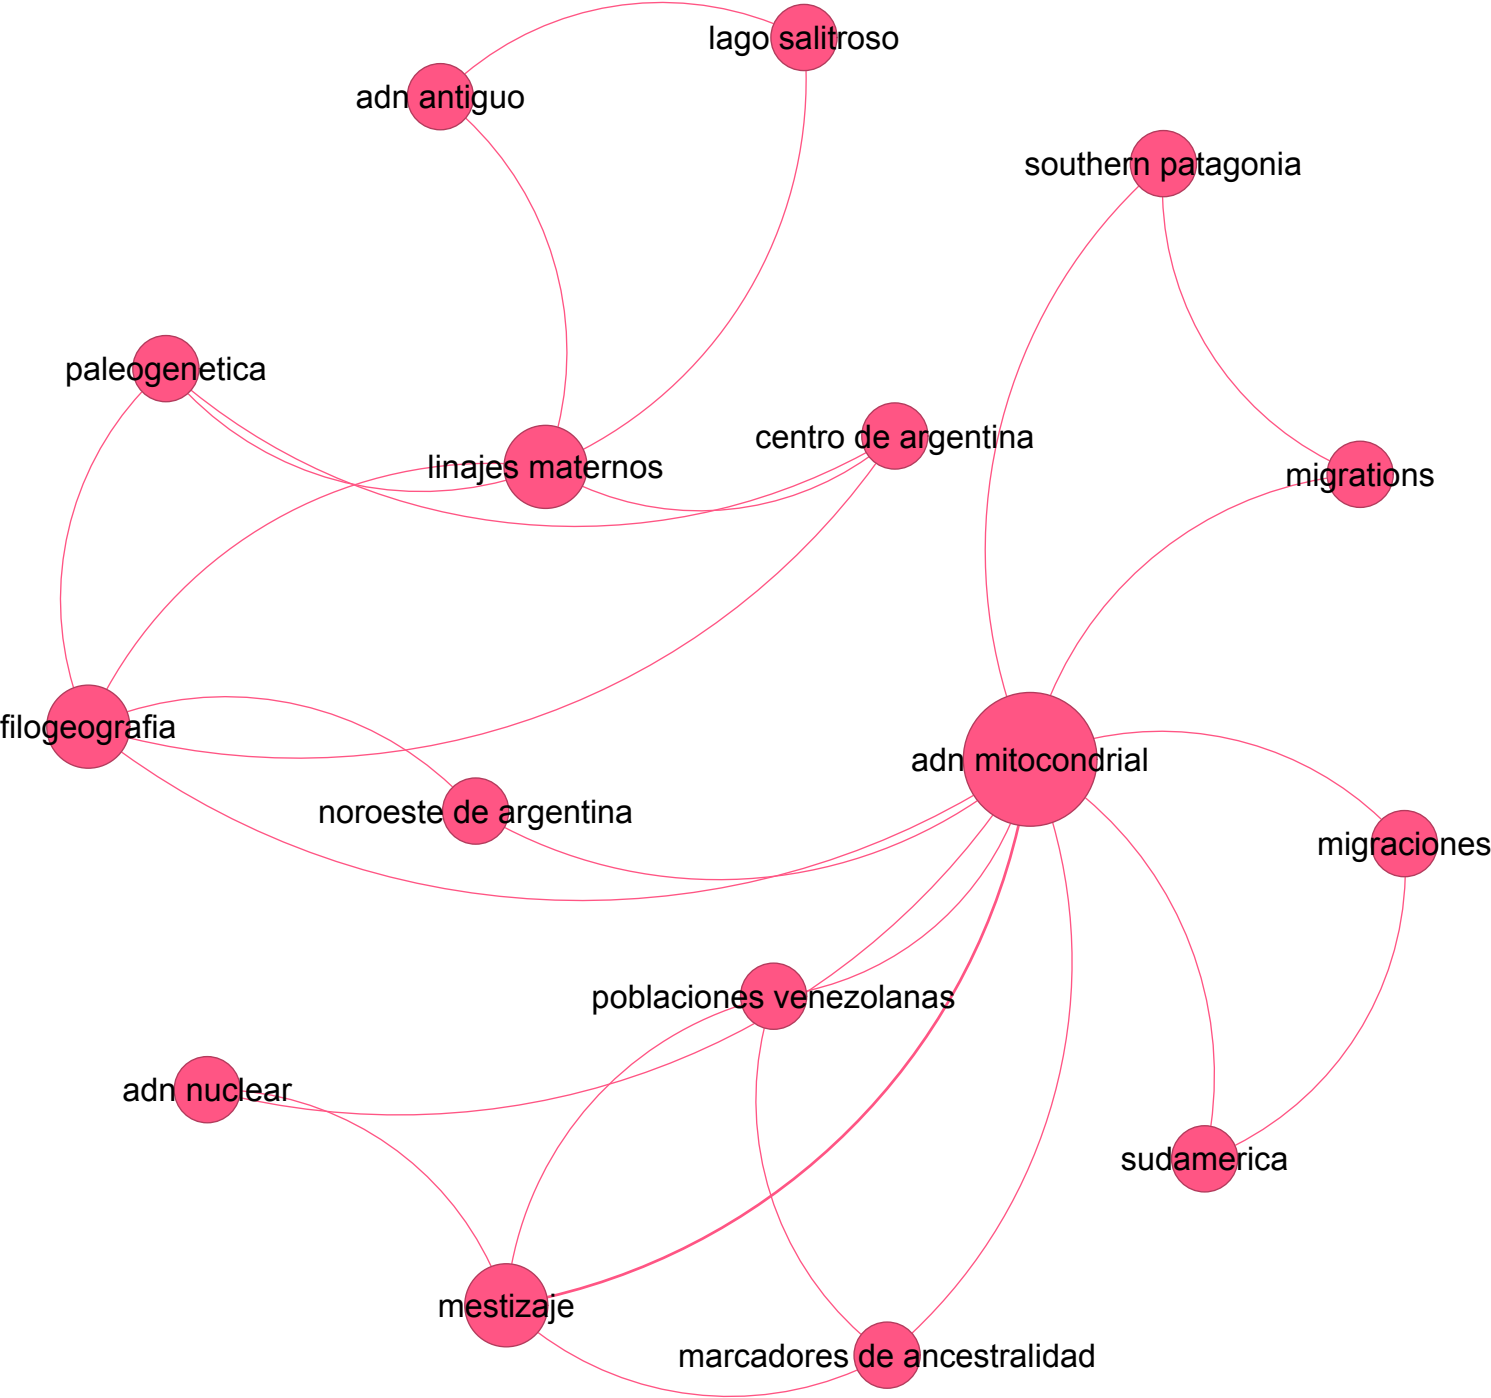 lago salitroso
adn antiguo
southern patagonia
paleogenetica
centro de argentina
linajes maternos
migrations
filogeografia
adn mitocondrial
noroeste de argentina
migraciones
poblaciones venezolanas
adn nuclear
sudamerica
mestizaje
marcadores de ancestralidad